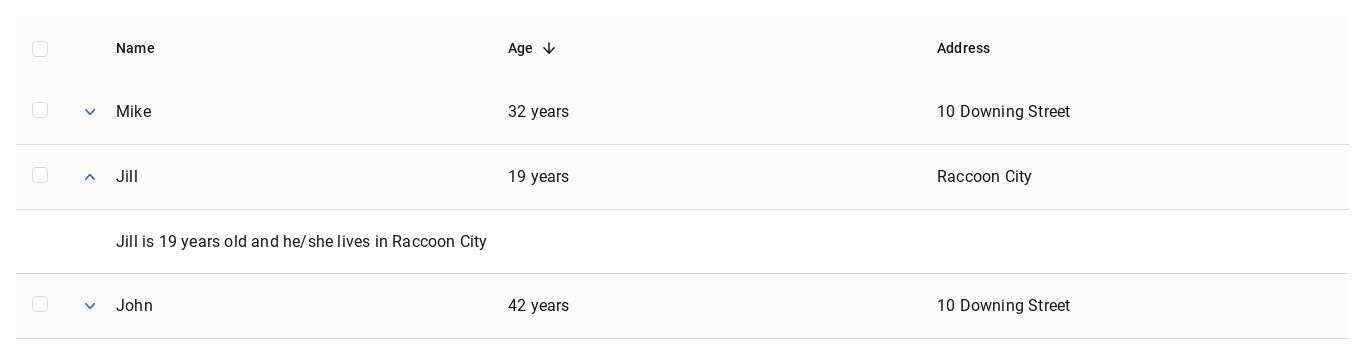 Name Age Address
Mike 32 years 10 Downing Street
Jill 19 years Raccoon City
Jill is 19 years old and he/she lives in Raccoon City
John 42 years 10 Downing Street